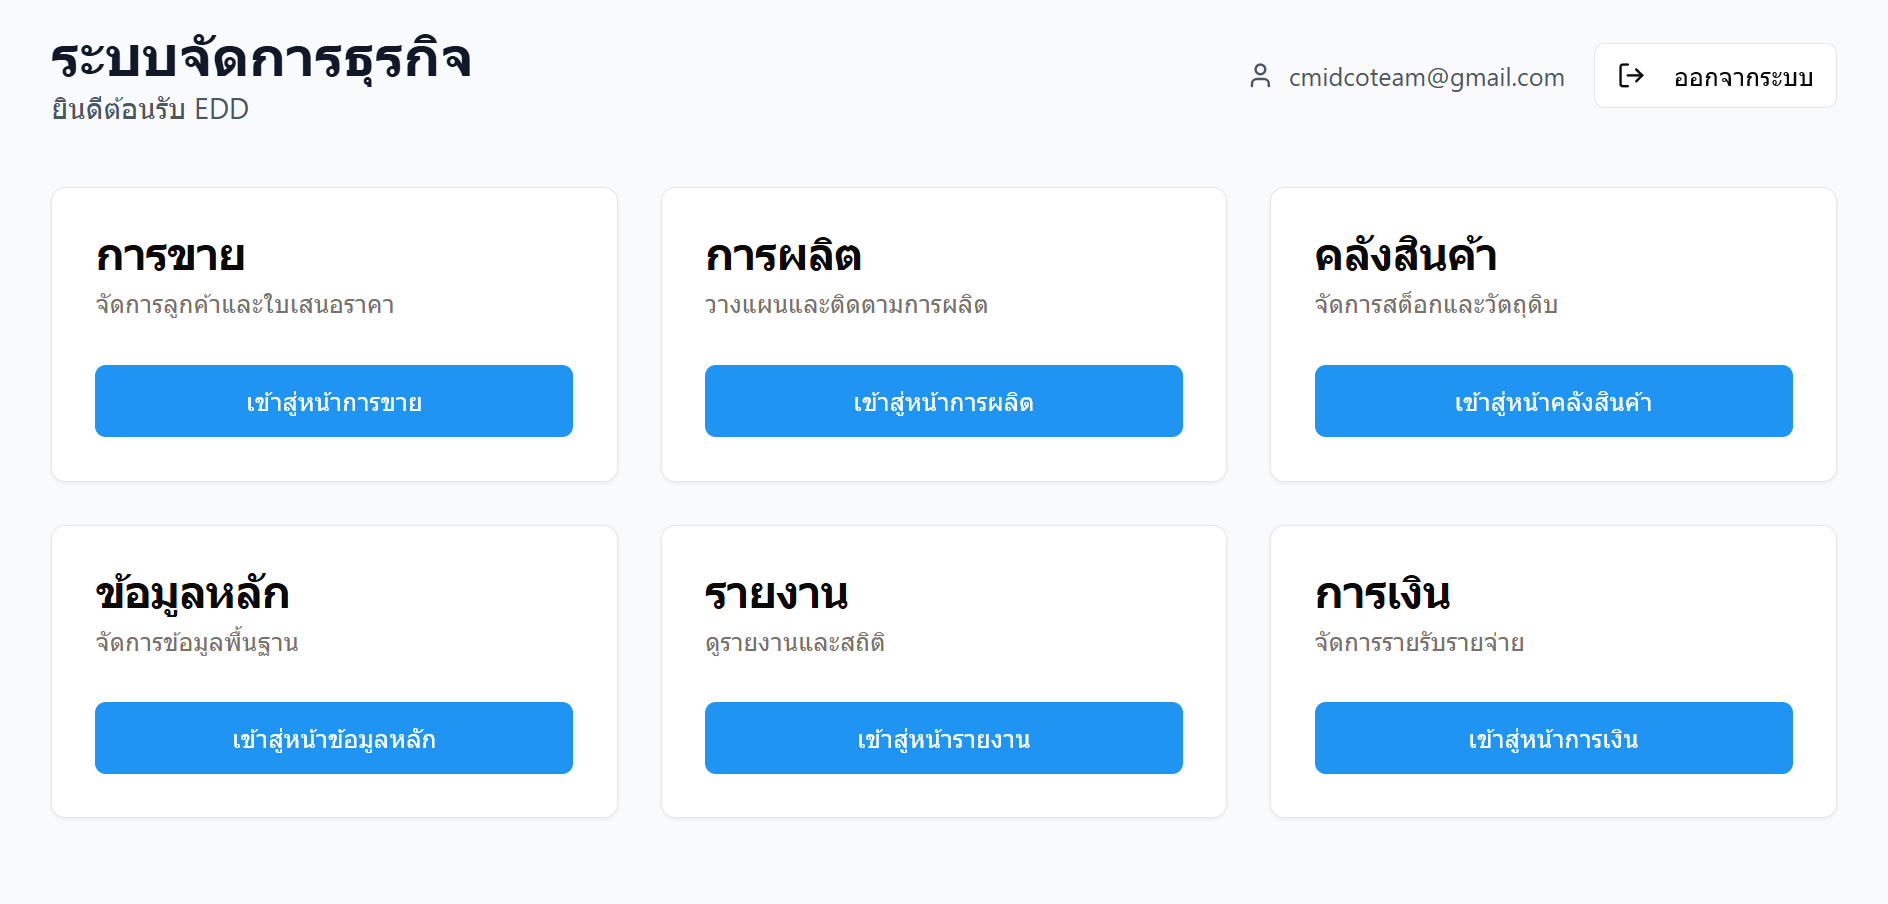 ระบบจัดการธุรกิจ
ยินดีต้อนรับ EDD
cmidcoteam@gmail.com
ออกจากระบบ
การขาย
จัดการลูกค้าและใบเสนอราคา
เข้าสู่หน้าการขาย
การผลิต
วางแผนและติดตามการผลิต
เข้าสู่หน้าการผลิต
คลังสินค้า
จัดการสต็อกและวัตถุดิบ
เข้าสู่หน้าคลังสินค้า
ข้อมูลหลัก
จัดการข้อมูลพื้นฐาน
เข้าสู่หน้าข้อมูลหลัก
รายงาน
ดูรายงานและสถิติ
เข้าสู่หน้ารายงาน
การเงิน
จัดการรายรับรายจ่าย
เข้าสู่หน้าการเงิน